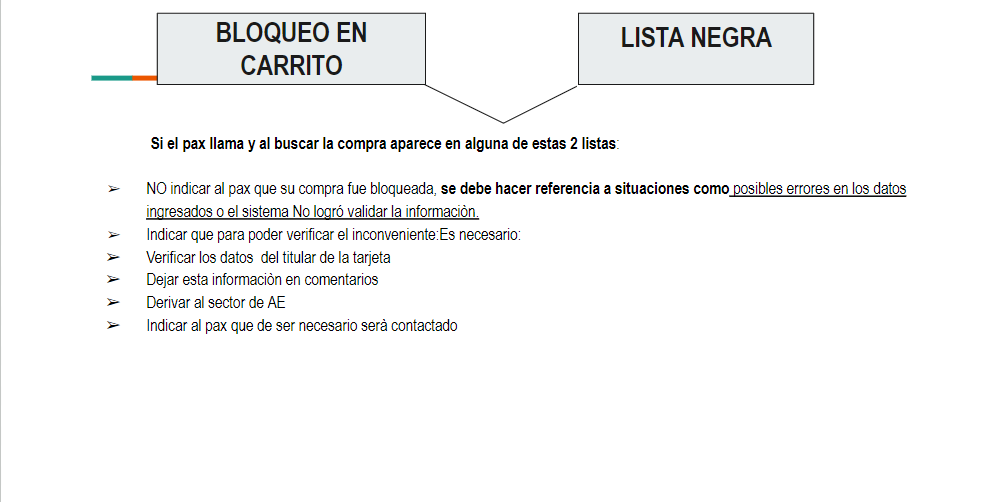 BLOQUEO EN
CARRITO
LISTA NEGRA
Si el pax llama y al buscar la compra aparece en alguna de estas 2 listas:
➢ NO indicar al pax que su compra fue bloqueada, se debe hacer referencia a situaciones como posibles errores en los datos
ingresados o el sistema No logró validar la informaciòn.
➢ Indicar que para poder verificar el inconveniente:Es necesario:
➢ Verificar los datos  del titular de la tarjeta
➢ Dejar esta informaciòn en comentarios
➢ Derivar al sector de AE
➢ Indicar al pax que de ser necesario serà contactado